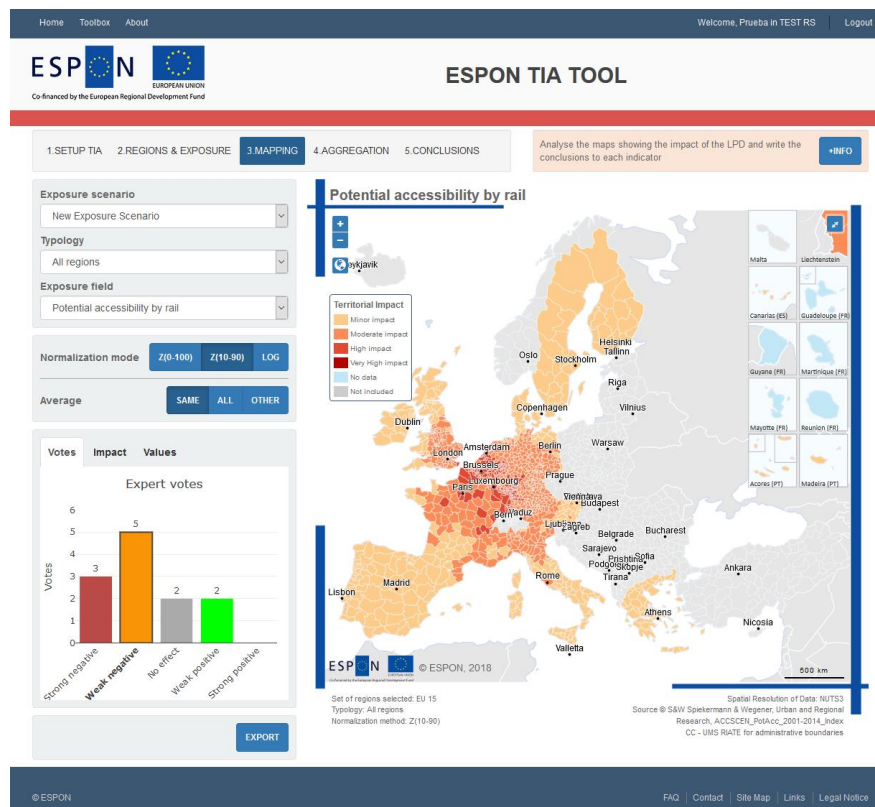 Home Toolbox About Welcome, Prueba in TEST RS Logout
ESPON
EUROPEAN UNION
Co-financed by the European Regional Development Fund
ESPON TIA TOOL
1.SETUP TIA 2.REGIONS & EXPOSURE 3.MAPPING 4.AGGREGATION 5.CONCLUSIONS
Analyse the maps showing the impact of the LPD and write the
conclusions to each indicator
+INFO
Exposure scenario
New Exposure Scenario
Typology
All regions
Exposure field
Potential accessibility by rail
Normalization mode Z(0-100) Z(10-90) LOG
Average SAME ALL OTHER
Votes Impact Values
Expert votes
Votes
6
5
4
3
2
1
0
3
5
2
2
Strong negative
Weak negative
No effect
Weak positive
Strong positive
EXPORT
Potential accessibility by rail
+
−
eykjavik
Territorial Impact
Minor impact
Moderate impact
High impact
Very High impact
No data
Not included
Helsinki
Tallinn
Oslo
Stockholm
Riga
Copenhagen
Vilnius
Dublin
Amsterdam
Berlin
Warsaw
London
Brussels
Luxembourg
Prague
Paris
Budapest
Bern
Vaduz
Ljubljana
Zagreb
Belgrade
Bucharest
Sarajevo
Prishtina
Sofia
Podgorica
Skopje
Tirana
Ankara
Rome
Madrid
Lisbon
Athens
Nicosia
Valletta
Malta
Liechtenstein
Canarias (ES)
Guadeloupe (FR)
Guyane (FR)
Martinique (FR)
Mayotte (FR)
Reunion (FR)
Acores (PT)
Madeira (PT)
ESPON
© ESPON, 2018
500 km
Set of regions selected: EU 15
Typology: All regions
Normalization method: Z(10-90)
Spatial Resolution of Data: NUTS3
Source © S&W Spiekermann & Wegener, Urban and Regional
Research, ACCSCEN_PotAcc_2001-2014_Index
CC - UMS RIATE for administrative boundaries
© ESPON
FAQ | Contact | Site Map | Links | Legal Notice